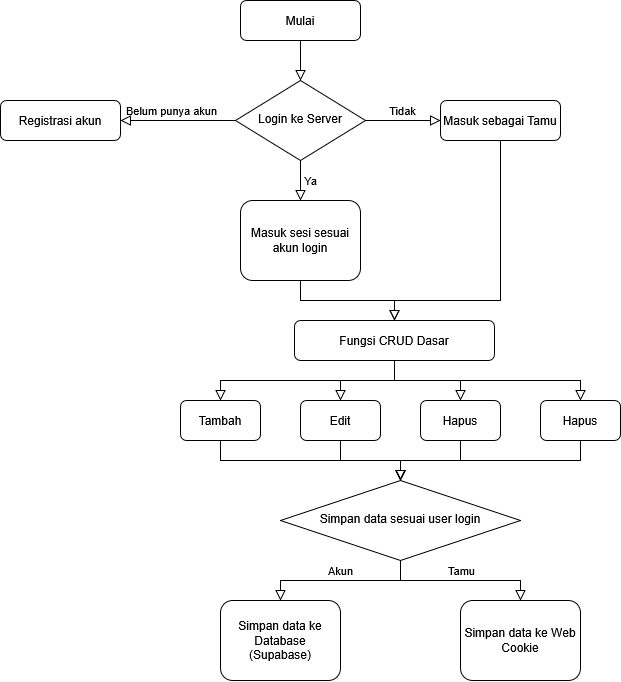 Mulai
Belum punya akun
Tidak
Registrasi akun
Login ke Server
Masuk sebagai Tamu
Ya
Masuk sesi sesuai
akun login
Fungsi CRUD Dasar
Tambah
Edit
Hapus
Hapus
Simpan data sesuai user login
Akun
Tamu
Simpan data ke
Database
(Supabase)
Simpan data ke Web
Cookie